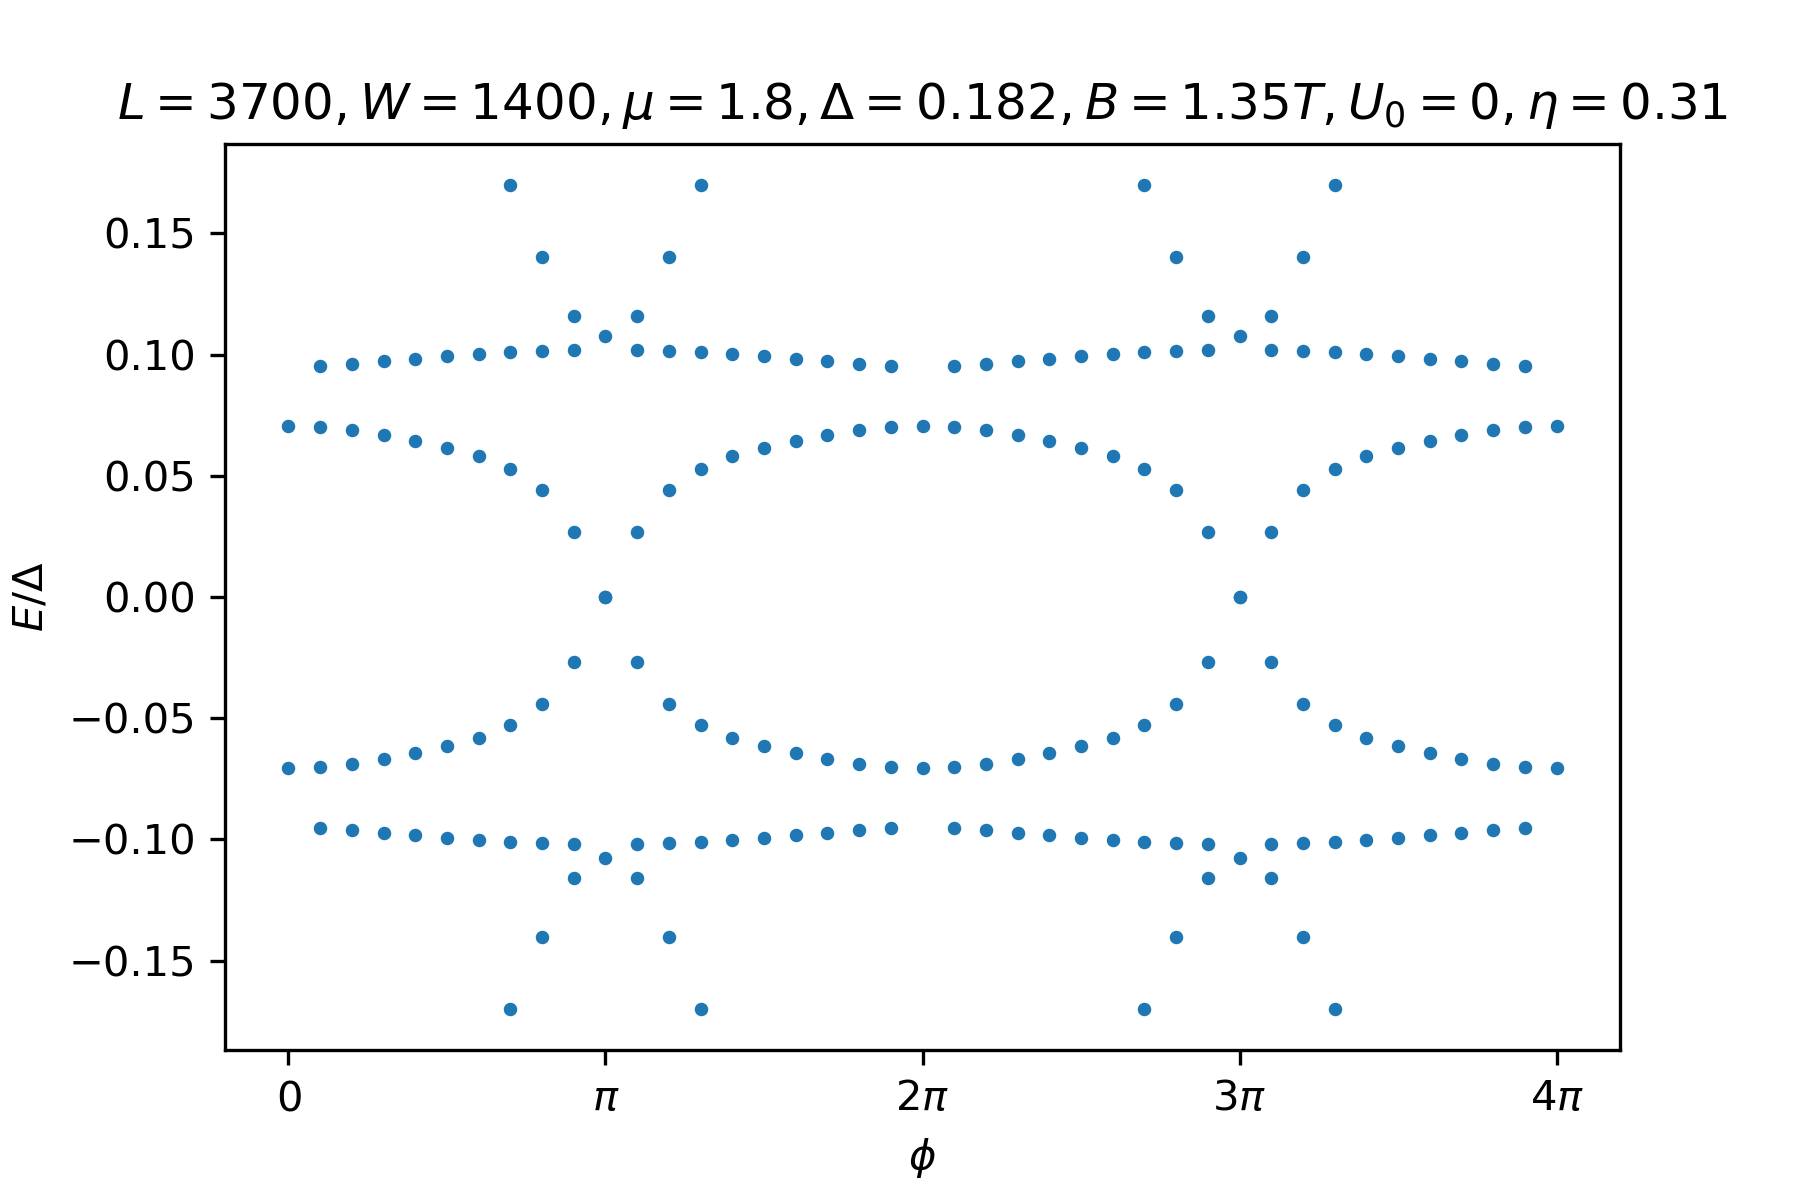 L = 3700, W = 1400, μ = 1.8, Δ = 0.182, B = 1.35T, U₀ = 0, η = 0.31
0.15
0.10
0.05
0.00
−0.05
−0.10
−0.15
E/Δ
0 π 2π 3π 4π
ϕ